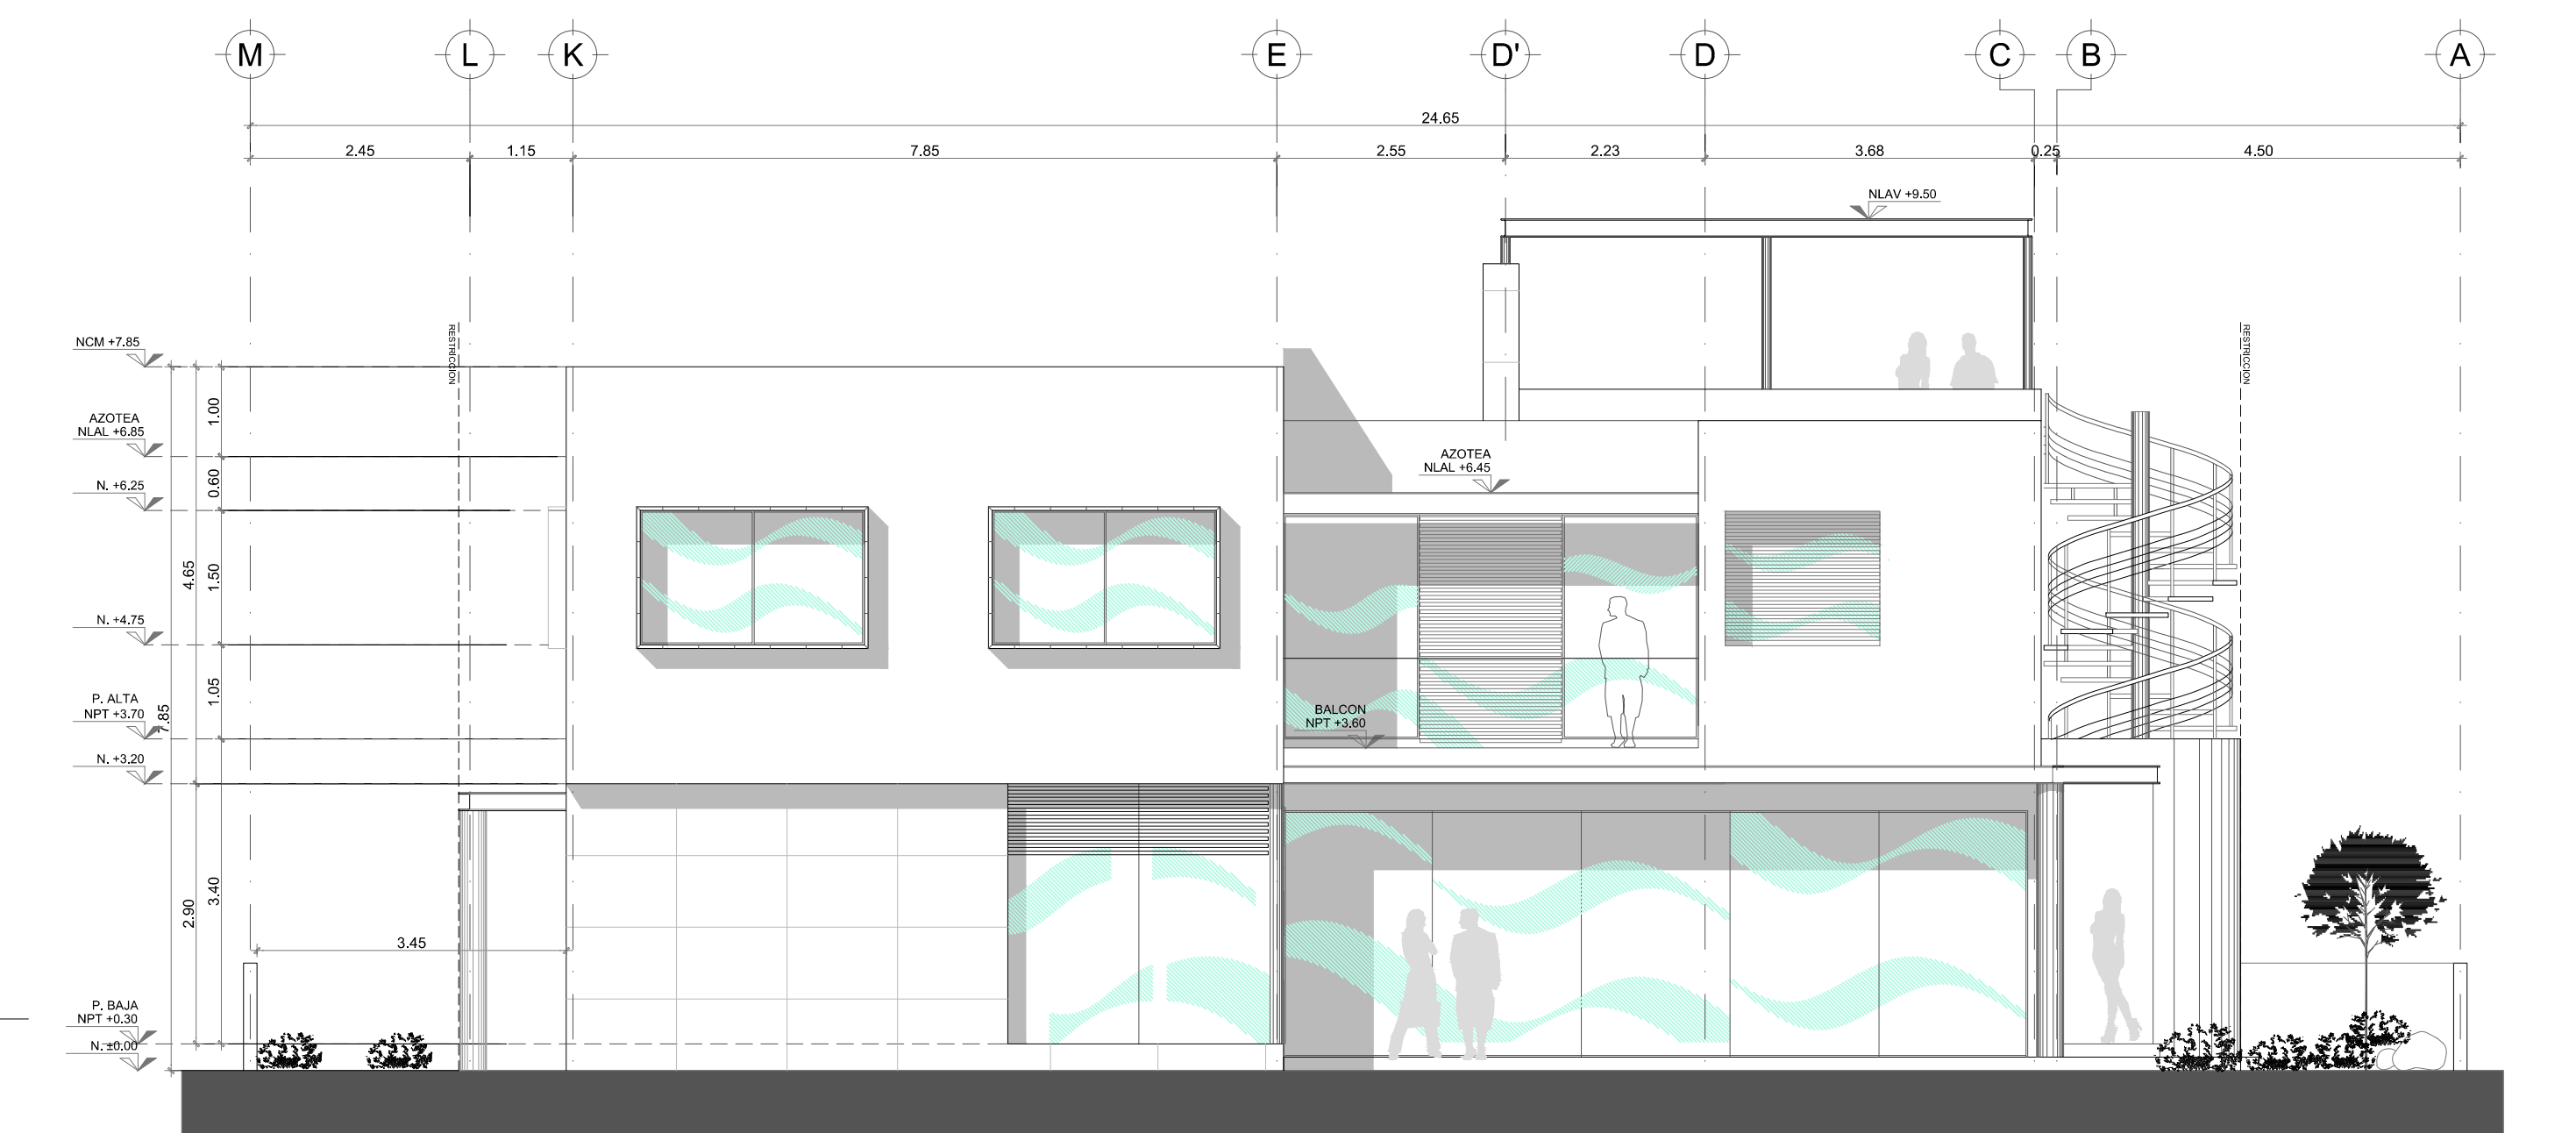 M L K E D' D C B A
24.65
2.45 1.15 7.85 2.55 2.23 3.68 0.25 4.50
NLAV +9.50
RESTRICCION
RESTRICCION
NCM +7.85
1.00
AZOTEA
NLAL +6.85
AZOTEA
NLAL +6.45
0.60
N. +6.25
4.65
1.50
N. +4.75
1.05
P. ALTA
NPT +3.70
7.85
BALCON
NPT +3.60
N. +3.20
2.90
3.40
3.45
P. BAJA
NPT +0.30
N. ±0.00